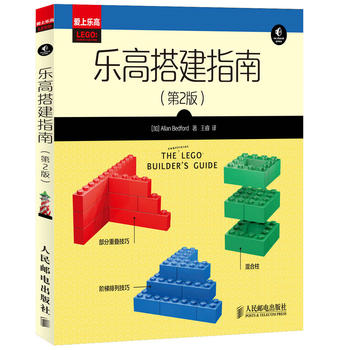 爱上乐高
LEGO
乐高搭建指南
（第2版）
[加] Allan Bedford 著 王睿 译
UNOFFICIAL
THE LEGO
BUILDER'S GUIDE
部分重叠技巧
混合柱
阶梯排列技巧
人民邮电出版社
乐高搭建指南
（第2版）
人民邮电出版社